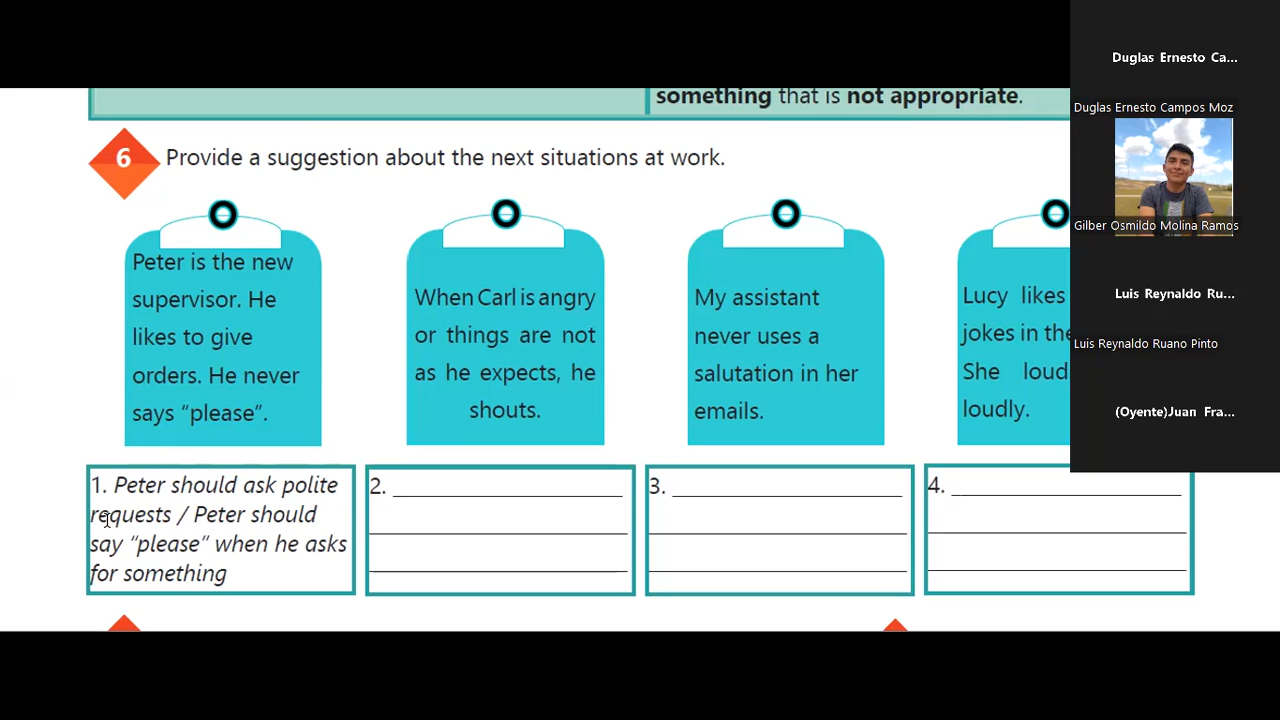 something that is not appropriate.
6 Provide a suggestion about the next situations at work.
Peter is the new
supervisor. He
likes to give
orders. He never
says “please”.
When Carl is angry
or things are not
as he expects, he
shouts.
My assistant
never uses a
salutation in her
emails.
Lucy likes
jokes in the
She
loudly.
1. Peter should ask polite
requests / Peter should
say “please” when he asks
for something
2.
3.
4.
Duglas Ernesto Ca...
Duglas Ernesto Campos Moz
Gilber Osmildo Molina Ramos
Luis Reynaldo Ru...
Luis Reynaldo Ruano Pinto
(Oyente)Juan Fra...